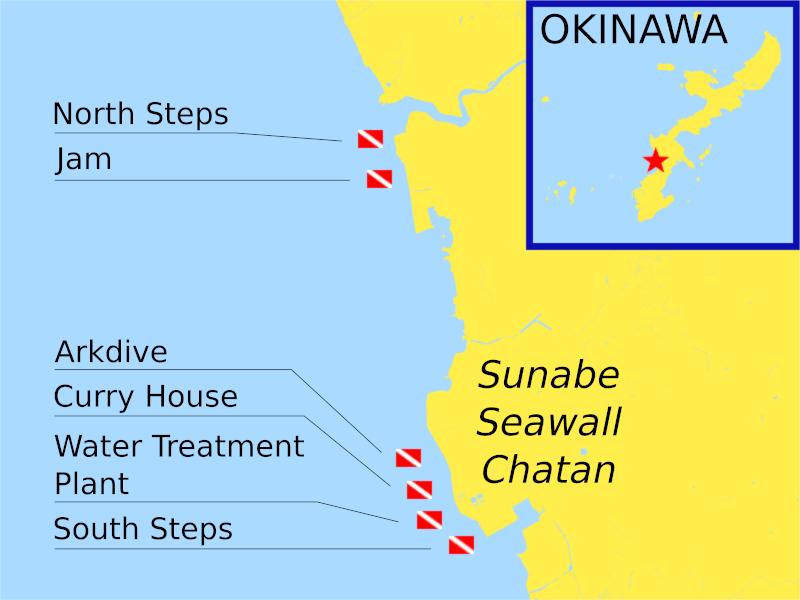 OKINAWA
North Steps
Jam
Arkdive
Curry House
Water Treatment
Plant
South Steps
Sunabe
Seawall
Chatan